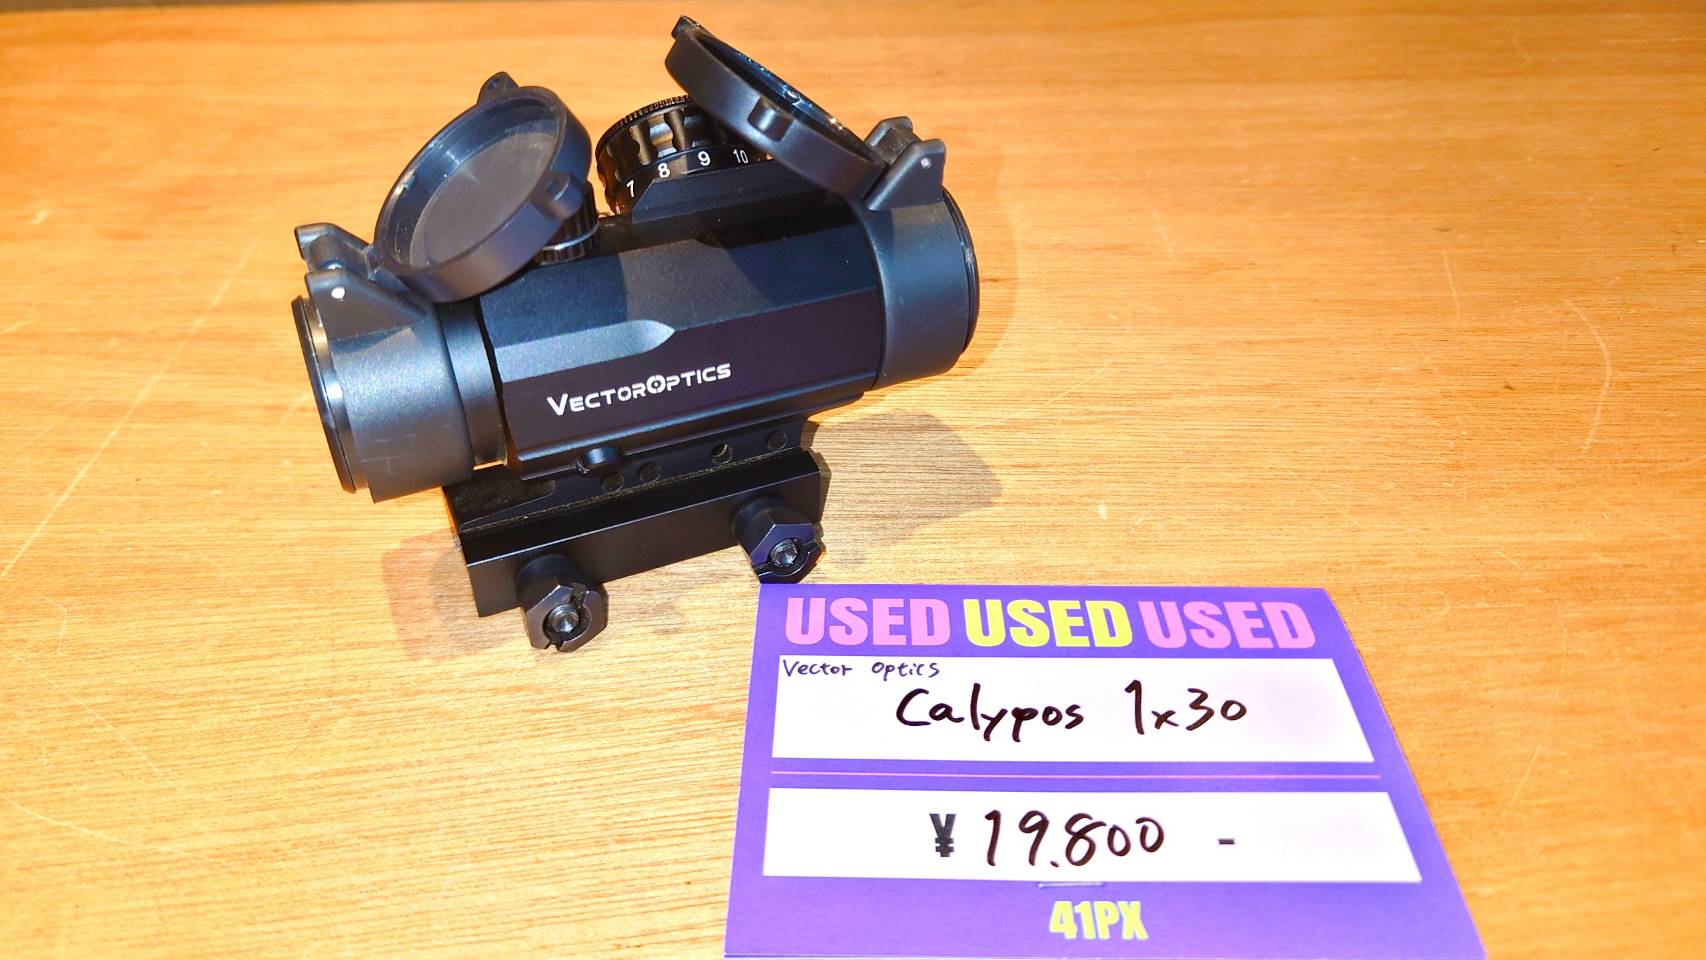 7 8 9 10
VECTOROPTICS
USED USED USED
Vector Optics
Calypos 1x30
¥19.800 -
41PX